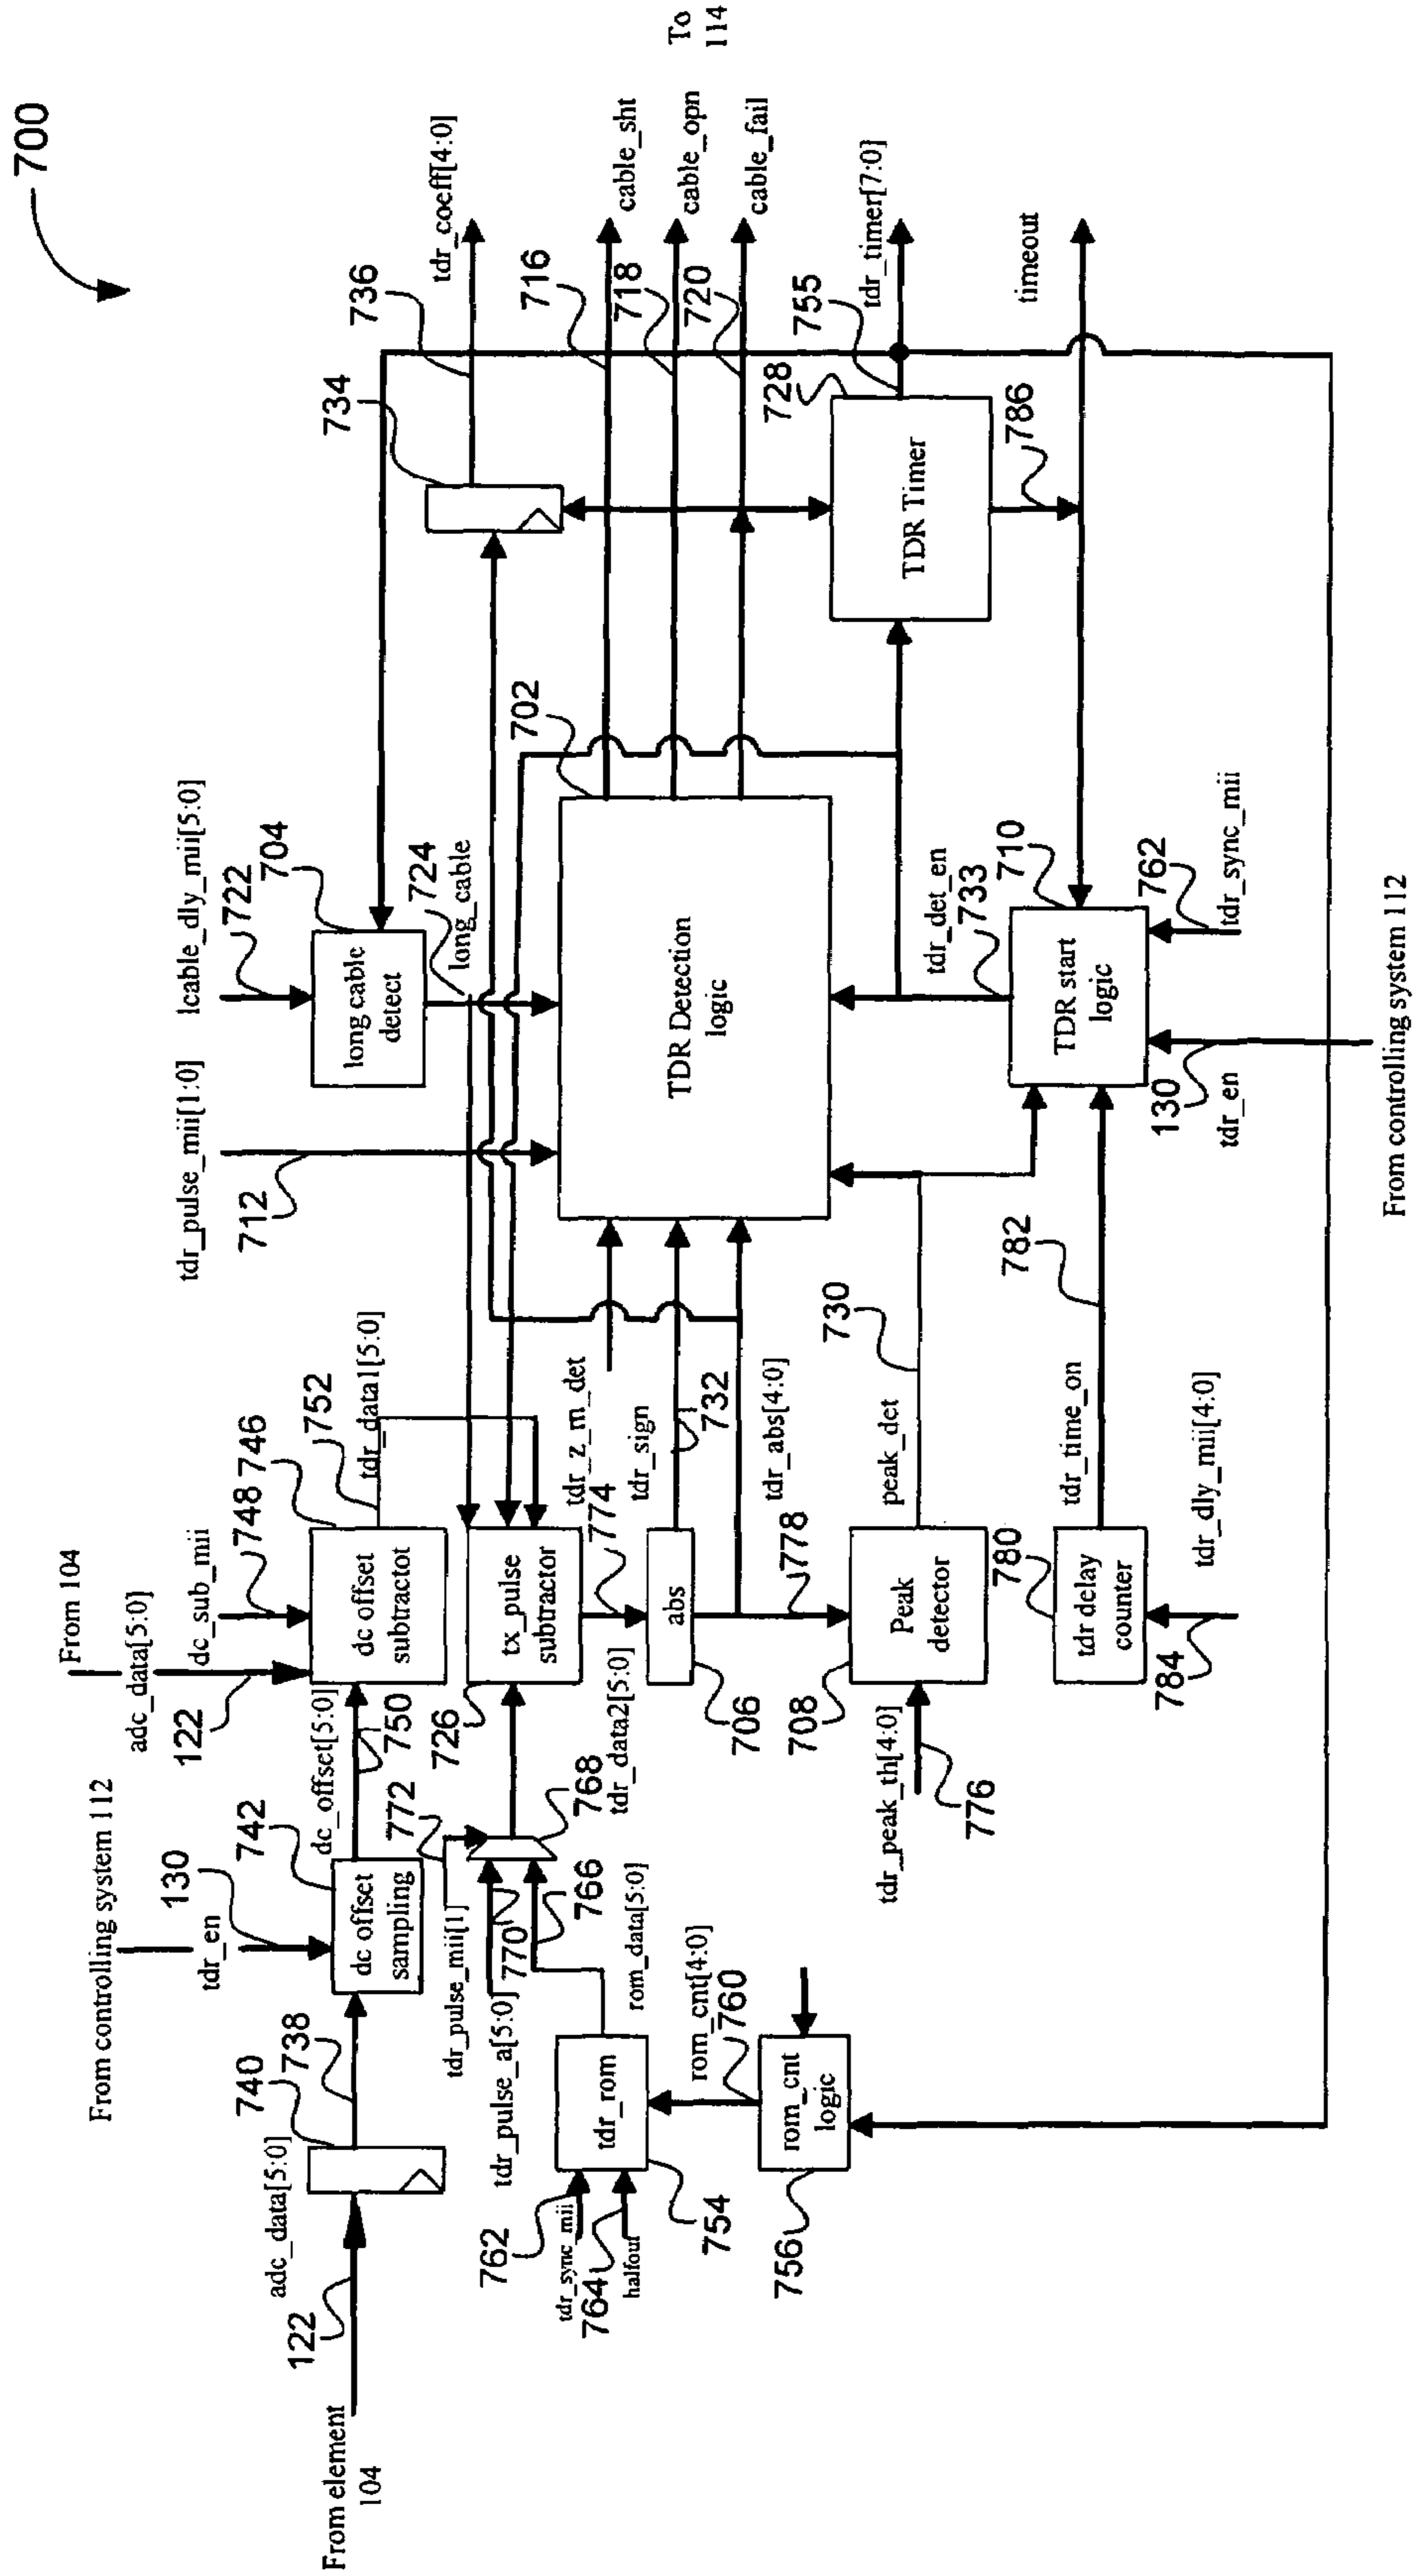 700
To
114
From 104
adc_data[5:0]
122
dc_sub_mii
748
746
752
tdr_data1[5:0]
dc offset
subtractot
From controlling system 112
tdr_en
130
742
dc offset
sampling
dc_offset[5:0]
750
From element
104
122
adc_data[5:0]
740
738
tdr_pulse_mii[1:0]
712
lcable_dly_mii[5:0]
722
704
long cable
detect
724
long_cable
734
736
tdr_coeff[4:0]
716
cable_sht
718
cable_opn
720
cable_fail
tdr_pulse_mii[1]
772
tdr_pulse_a[5:0]
770
768
766
rom_data[5:0]
726
tx_pulse
subtractor
tdr_data2[5:0]
774
tdr_z_m_det
tdr_sign
732
abs
706
tdr_abs[4:0]
778
702
TDR Detection
logic
762
tdr_sync_mii
764
halfout
tdr_rom
754
rom_cnt[4:0]
760
rom_cnt
logic
756
tdr_peak_th[4:0]
776
708
Peak
detector
peak_det
730
728
TDR Timer
755
tdr_timer[7:0]
786
timeout
780
tdr delay
counter
784
tdr_dly_mii[4:0]
tdr_time_on
782
tdr_det_en
733
710
TDR start
logic
762
tdr_sync_mii
130
tdr_en
From controlling system 112